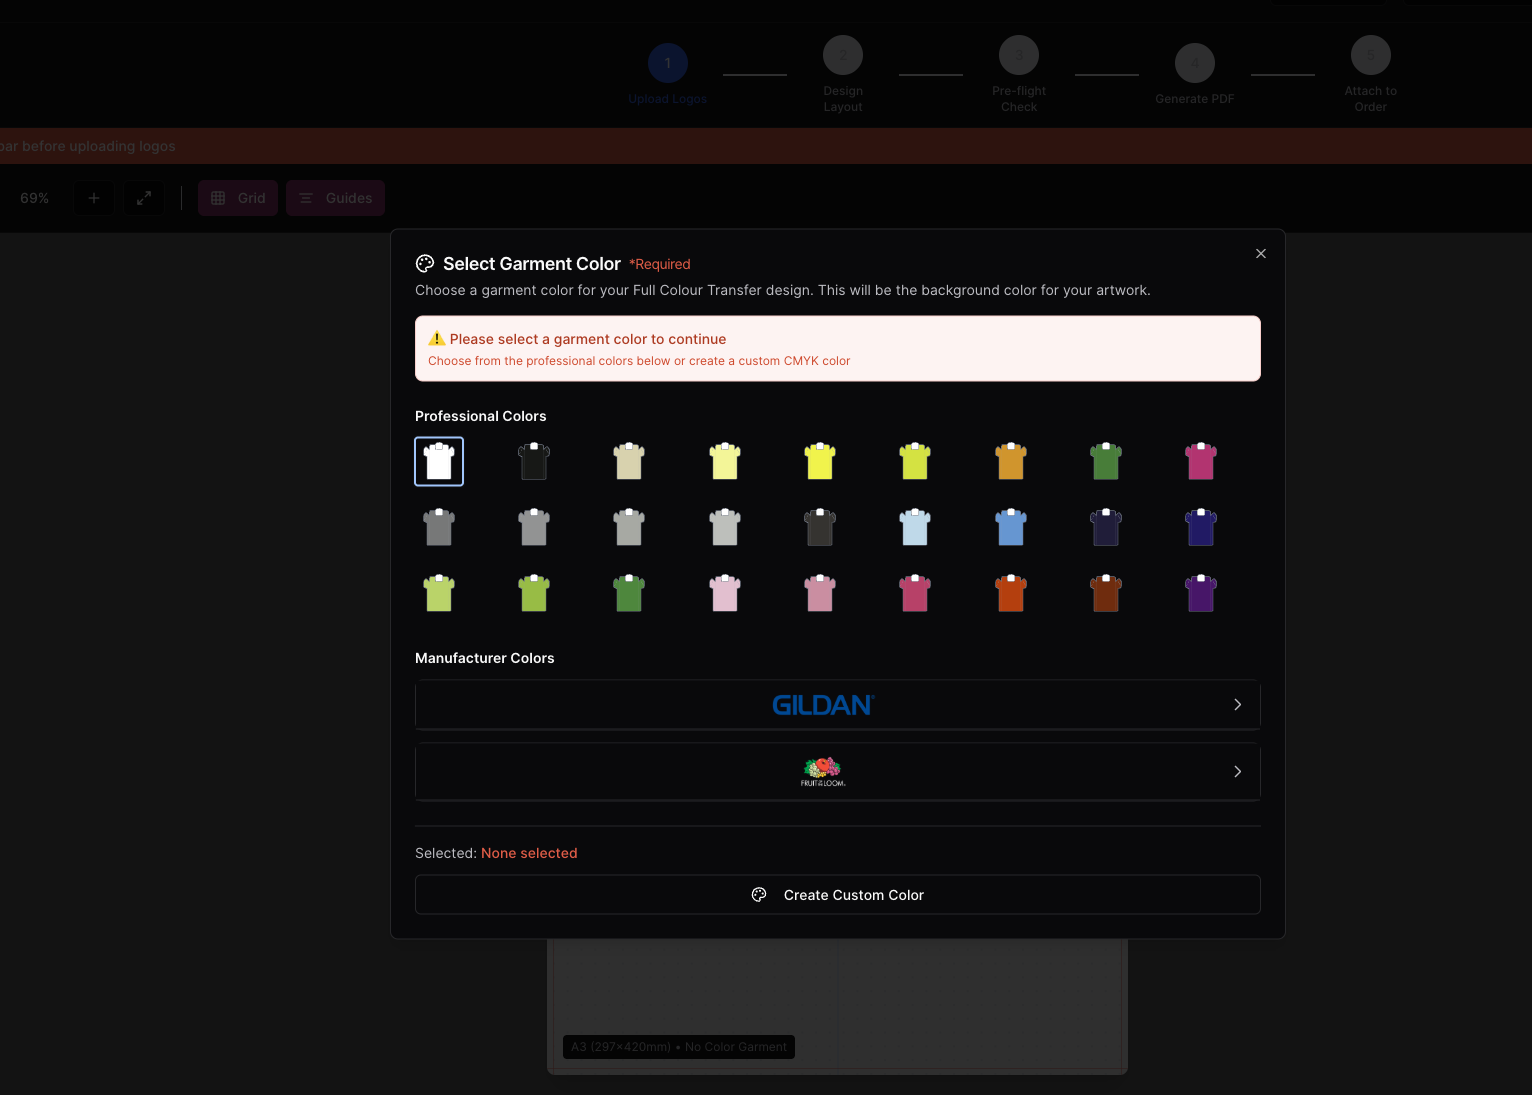 1
2
3
4
5
Upload Logos
Design
Layout
Pre-flight
Check
Generate PDF
Attach to
Order
bar before uploading logos
69%
Grid
Guides
Select Garment Color *Required
Choose a garment color for your Full Colour Transfer design. This will be the background color for your artwork.
Please select a garment color to continue
Choose from the professional colors below or create a custom CMYK color
Professional Colors
Manufacturer Colors
GILDAN
FRUIT OF THE LOOM
Selected: None selected
Create Custom Color
A3 (297×420mm) • No Color Garment